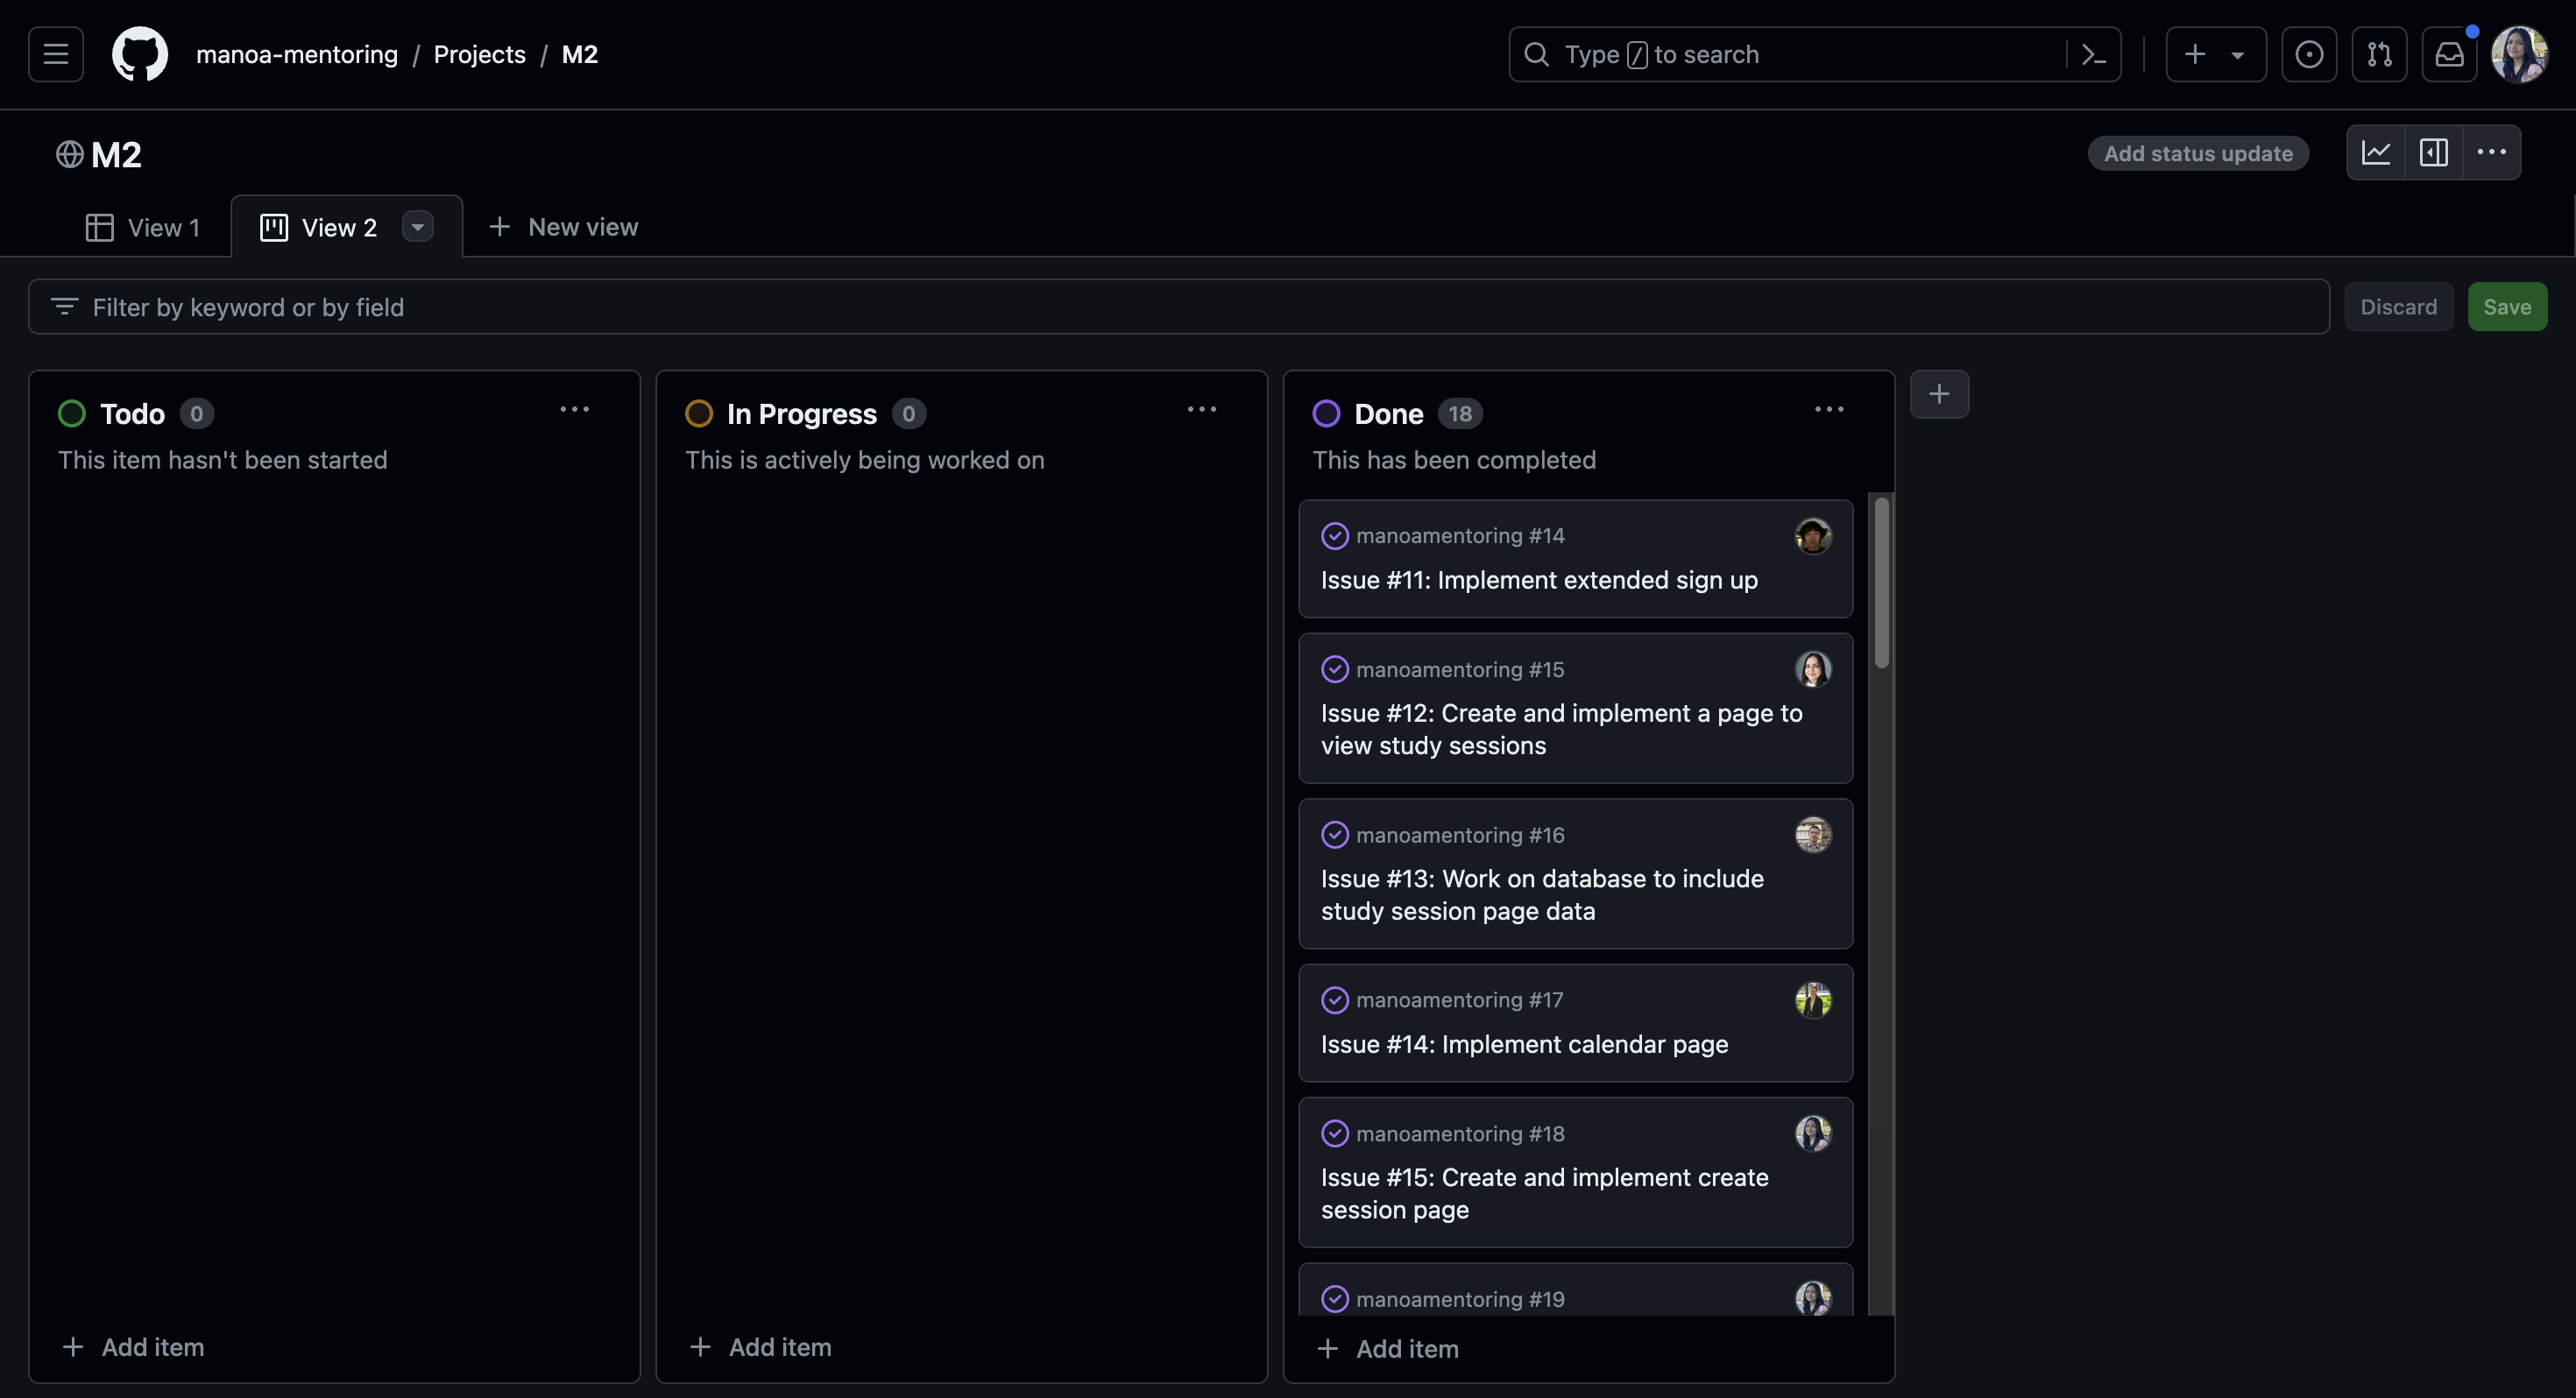 manoa-mentoring / Projects / M2
Type / to search
M2
Add status update
View 1
View 2
New view
Filter by keyword or by field
Discard
Save
Todo 0
This item hasn't been started
Add item
In Progress 0
This is actively being worked on
Add item
Done 18
This has been completed
manoamentoring #14
Issue #11: Implement extended sign up
manoamentoring #15
Issue #12: Create and implement a page to
view study sessions
manoamentoring #16
Issue #13: Work on database to include
study session page data
manoamentoring #17
Issue #14: Implement calendar page
manoamentoring #18
Issue #15: Create and implement create
session page
manoamentoring #19
Add item